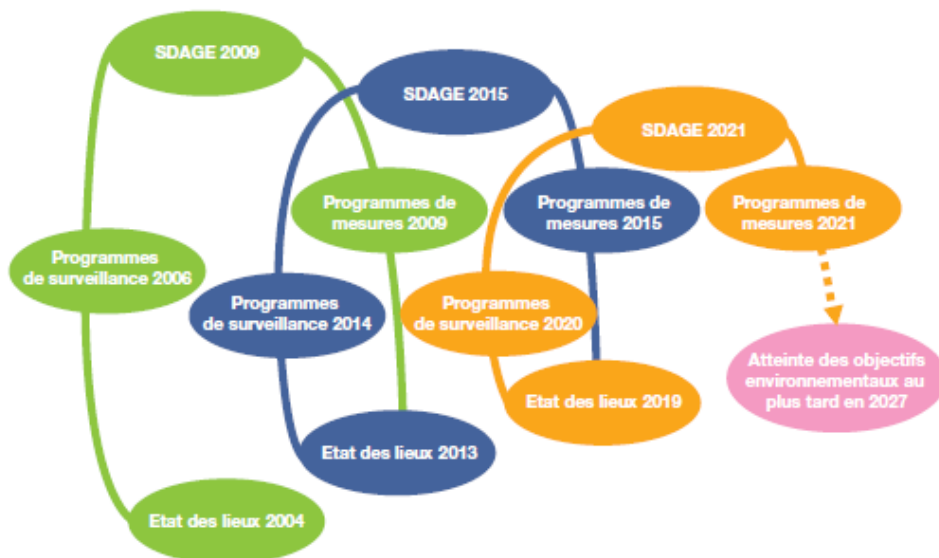 SDAGE 2009
SDAGE 2015
SDAGE 2021
Programmes de
mesures 2009
Programmes de
mesures 2015
Programmes de
mesures 2021
Programmes
de surveillance 2006
Programmes
de surveillance 2014
Programmes
de surveillance 2020
Atteinte des objectifs
environnementaux au
plus tard en 2027
Etat des lieux 2019
Etat des lieux 2013
Etat des lieux 2004